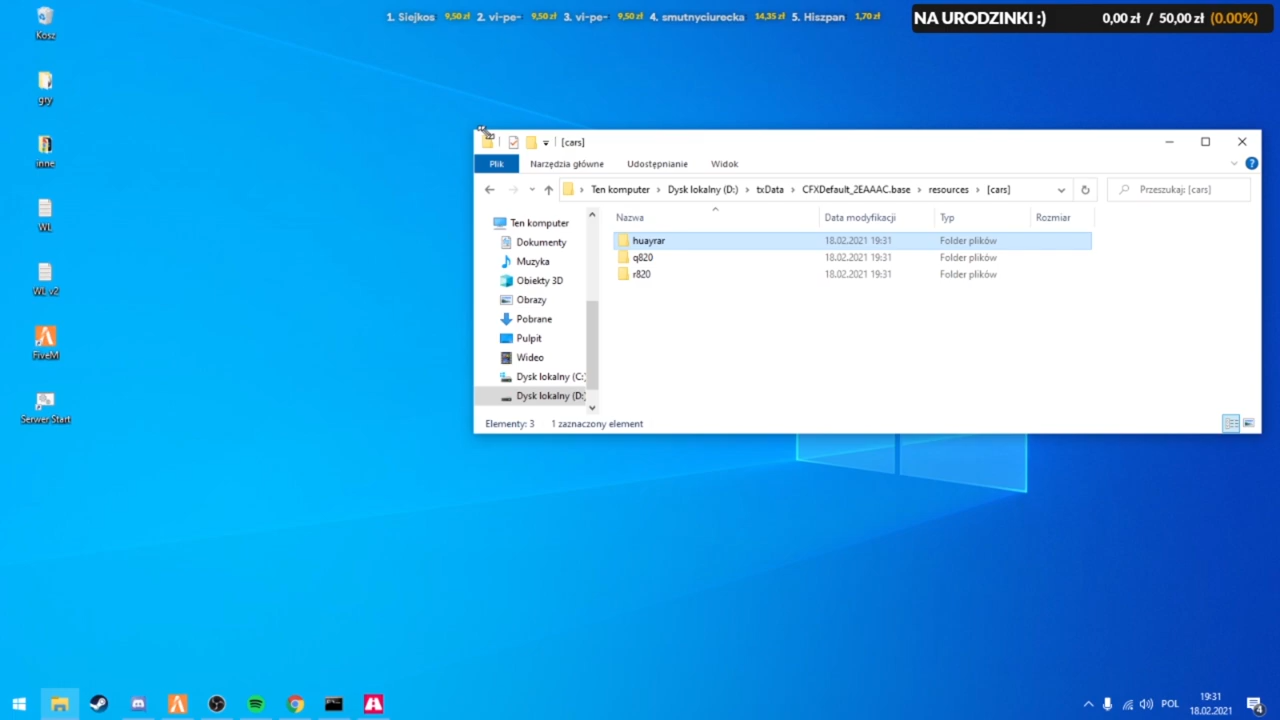 1. Siejkos 9,50 zł 2. vi-pe- 9,50 zł 3. vi-pe- 9,50 zł 4. smutnyciurecka 14,35 zł 5. Hiszpan 1,70 zł
NA URODZINKI :) 0,00 zł / 50,00 zł (0.00%)
Kosz
gry
inne
WL
WL v2
FiveM
Serwer Start
[cars]
Plik Narzędzia główne Udostępnianie Widok
Ten komputer > Dysk lokalny (D:) > txData > CFXDefault_2EAAAC.base > resources > [cars]
Przeszukaj: [cars]
Ten komputer
Dokumenty
Muzyka
Obiekty 3D
Obrazy
Pobrane
Pulpit
Wideo
Dysk lokalny (C:)
Dysk lokalny (D:)
Nazwa Data modyfikacji Typ Rozmiar
huayrar 18.02.2021 19:31 Folder plików
q820 18.02.2021 19:31 Folder plików
r820 18.02.2021 19:31 Folder plików
Elementy: 3 1 zaznaczony element
POL
19:31
18.02.2021
4